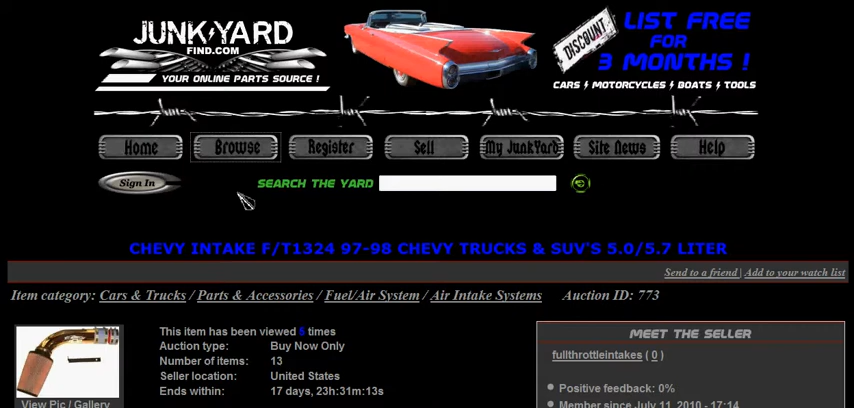 JUNKYARD
FIND.COM
YOUR ONLINE PARTS SOURCE !
DISCOUNT
LIST FREE
FOR
3 MONTHS !
CARS MOTORCYCLES BOATS TOOLS
Home Browse Register Sell My JunkYard Site News Help
Sign In SEARCH THE YARD
CHEVY INTAKE F/T1324 97-98 CHEVY TRUCKS & SUV'S 5.0/5.7 LITER
Send to a friend | Add to your watch list
Item category: Cars & Trucks / Parts & Accessories / Fuel/Air System / Air Intake Systems Auction ID: 773
This item has been viewed 5 times
Auction type: Buy Now Only
Number of items: 13
Seller location: United States
Ends within: 17 days, 23h:31m:13s
View Pic / Gallery
MEET THE SELLER
fullthrottleintakes ( 0 )
Positive feedback: 0%
Member since July 11, 2010 - 17:14